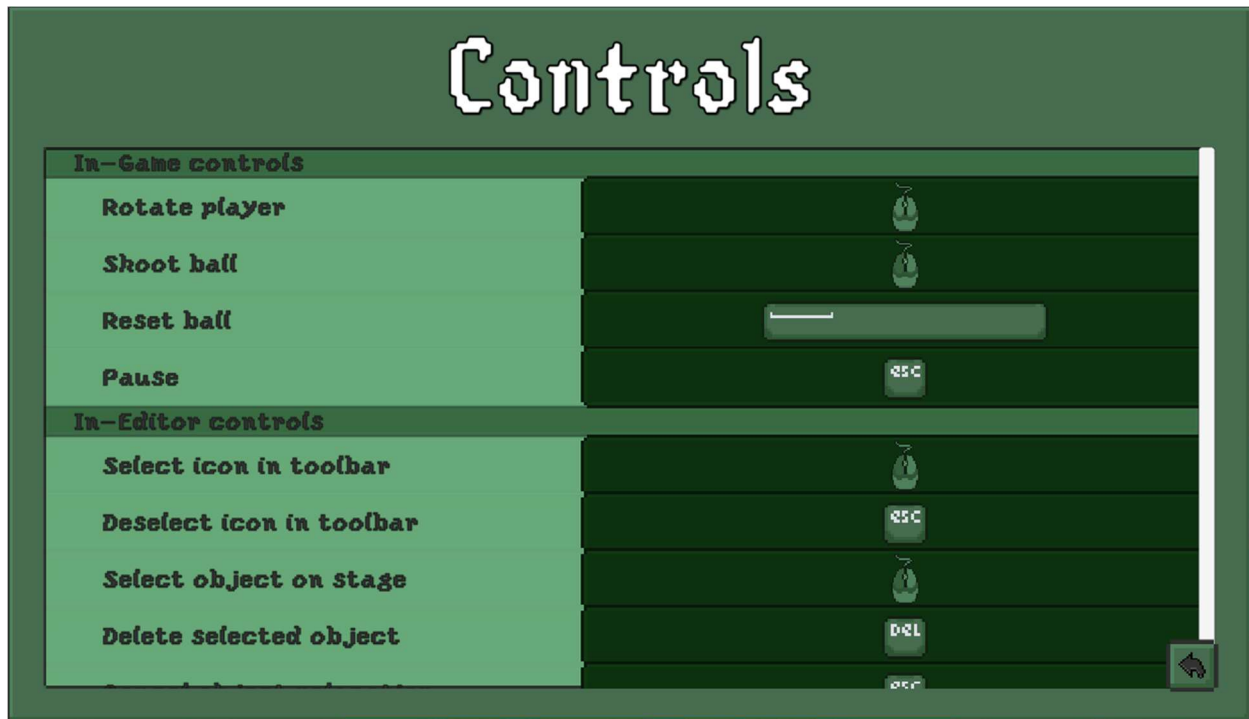 Controls
In-Game controls
Rotate player
Shoot ball
Reset ball
Pause
esc
In-Editor controls
Select icon in toolbar
Deselect icon in toolbar
esc
Select object on stage
Delete selected object
DEL
esc